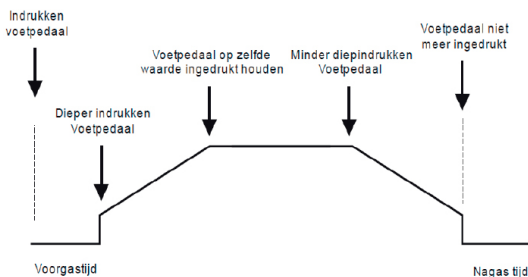 Indrukken
voetpedaal
Dieper indrukken
Voetpedaal
Voetpedaal op zelfde
waarde ingedrukt houden
Minder diepindrukken
Voetpedaal
Voetpedaal niet
meer ingedrukt
Voorgastijd
Nagas tijd